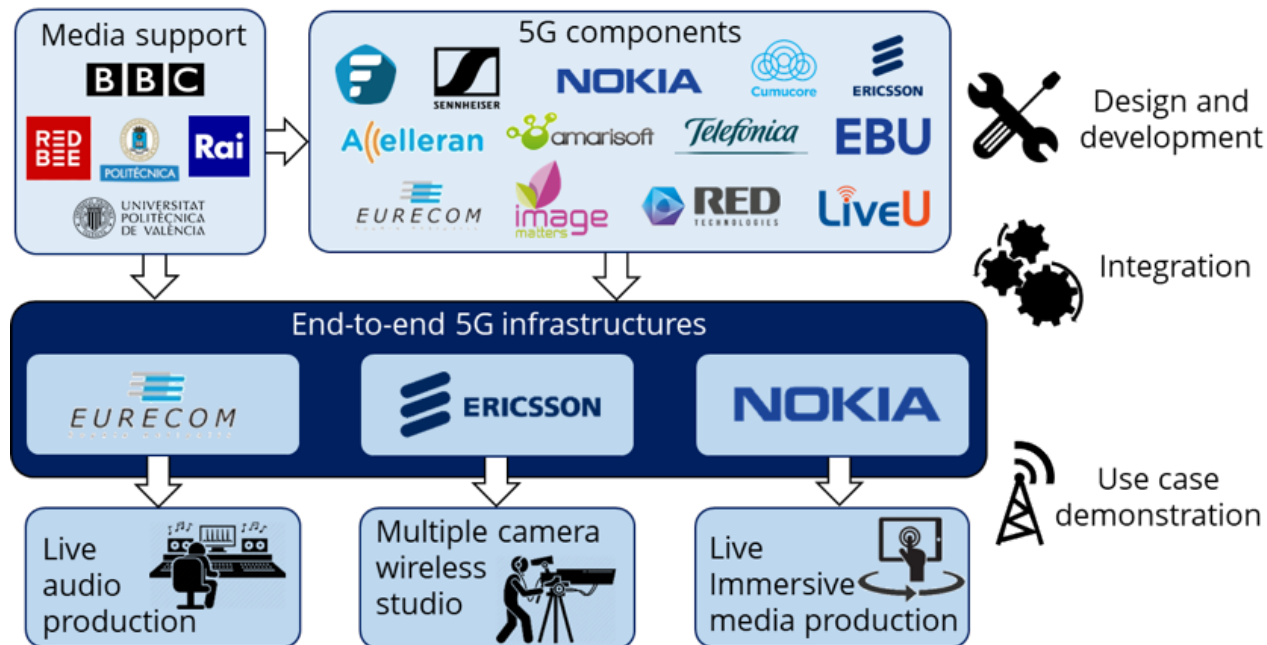 Media support
BBC
RED
BEE
POLITÉCNICA
Rai
UNIVERSITAT
POLITÈCNICA
DE VALÈNCIA
5G components
SENNHEISER
NOKIA
Cumucore
ERICSSON
Accelleran
amarisoft
Telefónica
EBU
EURECOM
image
matters
RED
TECHNOLOGIES
LiveU
Design and
development
Integration
Use case
demonstration
End-to-end 5G infrastructures
EURECOM
ERICSSON
NOKIA
Live
audio
production
Multiple camera
wireless
studio
Live
Immersive
media production